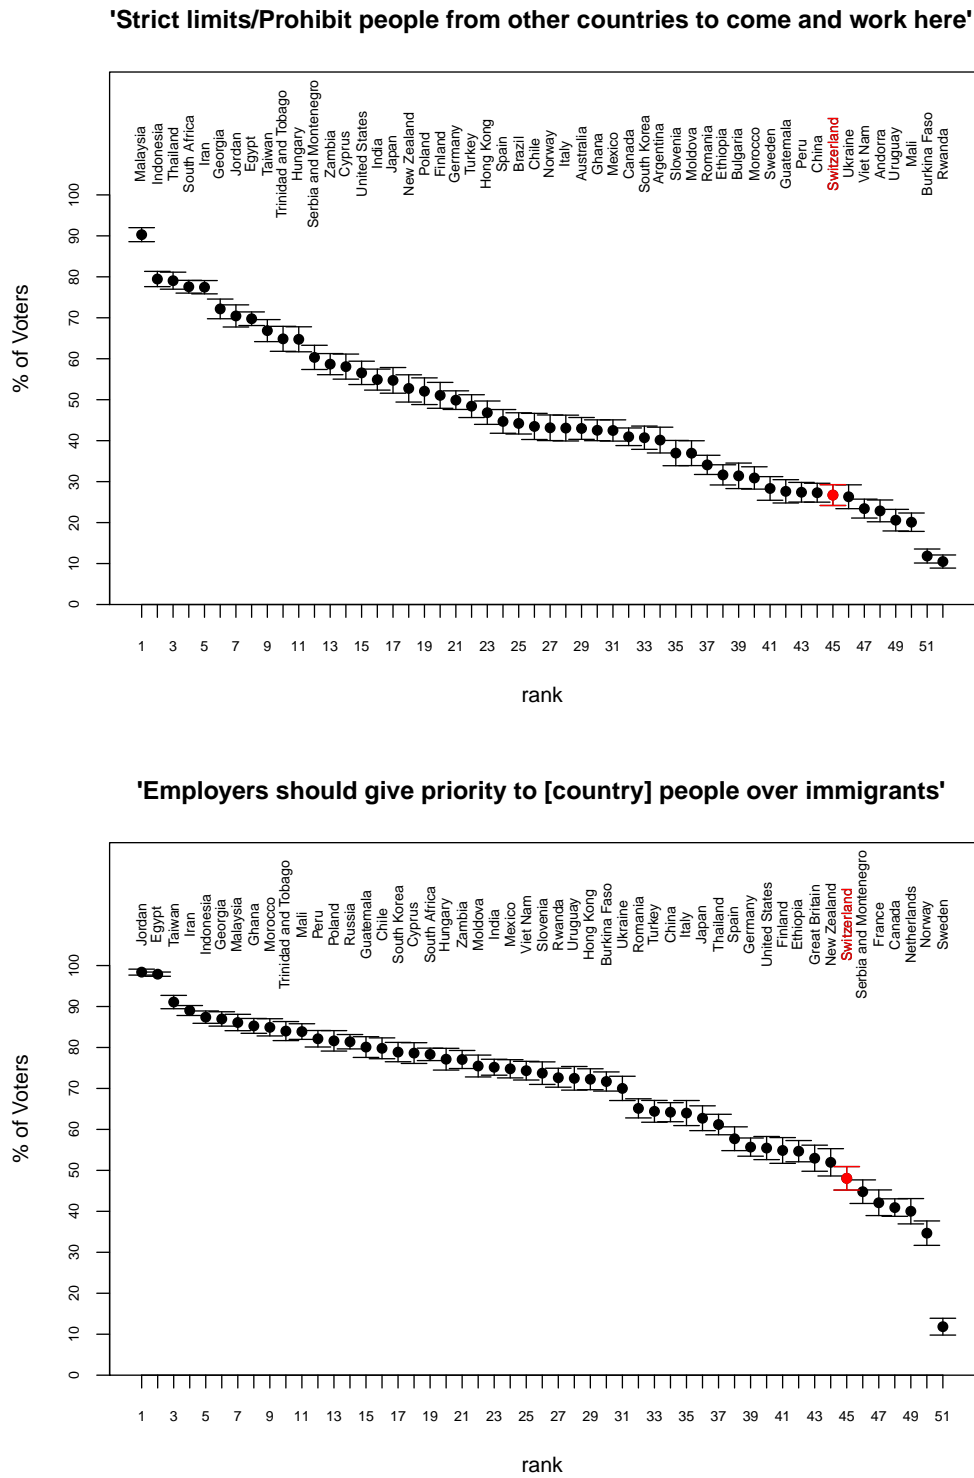 'Strict limits/Prohibit people from other countries to come and work here'
Malaysia
Indonesia
Thailand
South Africa
Iran
Georgia
Jordan
Egypt
Taiwan
Trinidad and Tobago
Hungary
Serbia and Montenegro
Zambia
Cyprus
United States
India
Japan
New Zealand
Poland
Finland
Germany
Turkey
Hong Kong
Spain
Brazil
Chile
Norway
Italy
Australia
Ghana
Mexico
Canada
South Korea
Argentina
Slovenia
Moldova
Romania
Ethiopia
Bulgaria
Morocco
Sweden
Guatemala
Peru
China
Switzerland
Ukraine
Viet Nam
Andorra
Uruguay
Mali
Burkina Faso
Rwanda
100
90
80
70
60
50
40
30
20
10
0
% of Voters
1 3 5 7 9 11 13 15 17 19 21 23 25 27 29 31 33 35 37 39 41 43 45 47 49 51
rank
'Employers should give priority to [country] people over immigrants'
Jordan
Egypt
Taiwan
Iran
Indonesia
Georgia
Malaysia
Ghana
Morocco
Trinidad and Tobago
Mali
Peru
Poland
Russia
Guatemala
Chile
South Korea
Cyprus
South Africa
Hungary
Zambia
Moldova
India
Mexico
Viet Nam
Slovenia
Rwanda
Uruguay
Hong Kong
Burkina Faso
Ukraine
Romania
Turkey
China
Italy
Japan
Thailand
Spain
Germany
United States
Finland
Ethiopia
Great Britain
New Zealand
Switzerland
Serbia and Montenegro
France
Canada
Netherlands
Norway
Sweden
100
90
80
70
60
50
40
30
20
10
0
% of Voters
1 3 5 7 9 11 13 15 17 19 21 23 25 27 29 31 33 35 37 39 41 43 45 47 49 51
rank